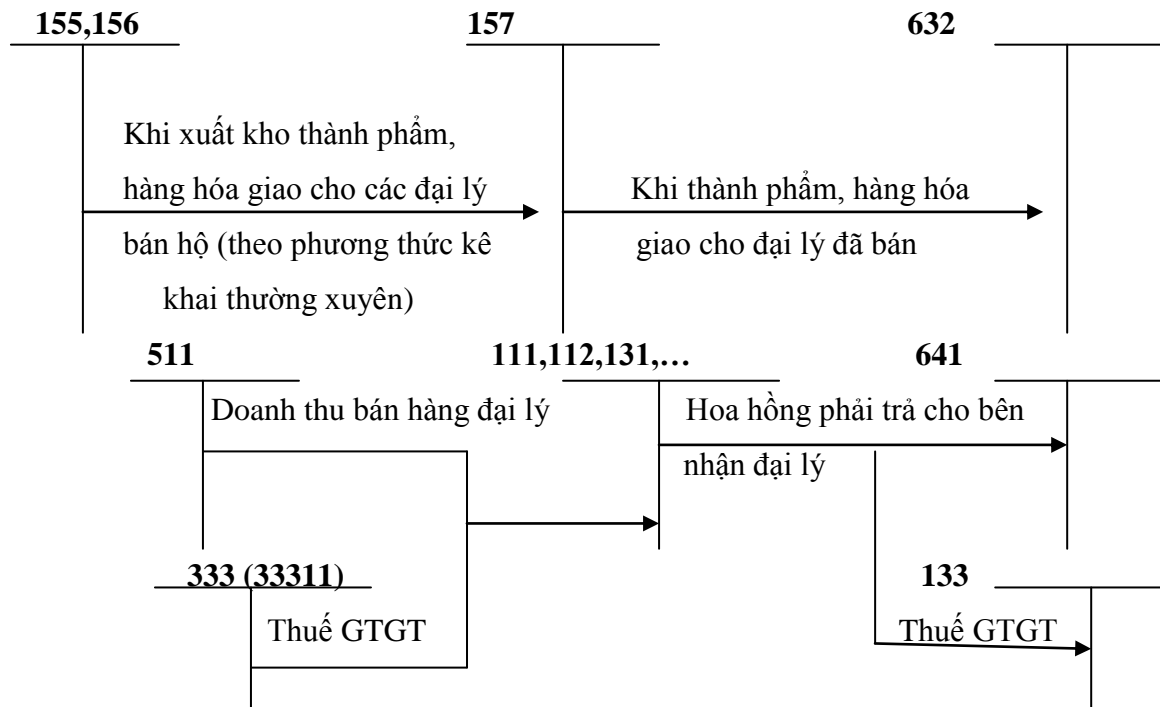 155,156 157 632
Khi xuất kho thành phẩm,
hàng hóa giao cho các đại lý
bán hộ (theo phương thức kê
khai thường xuyên)
Khi thành phẩm, hàng hóa
giao cho đại lý đã bán
511 111,112,131,… 641
Doanh thu bán hàng đại lý
Hoa hồng phải trả cho bên
nhận đại lý
333 (33311) 133
Thuế GTGT Thuế GTGT